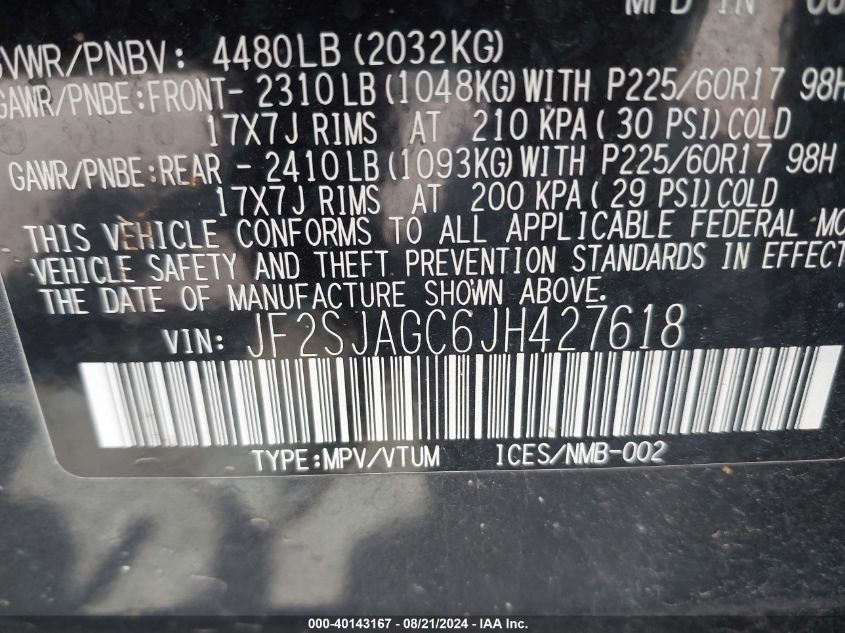 MFD IN
GVWR/PNBV: 4480LB (2032KG)
GAWR/PNBE:FRONT- 2310LB(1048KG)WITH P225/60R17 98H
17X7J RIMS AT 210 KPA(30 PSI)COLD
GAWR/PNBE:REAR - 2410LB(1093KG)WITH P225/60R17 98H
17X7J RIMS AT 200 KPA(29 PSI)COLD
THIS VEHICLE CONFORMS TO ALL APPLICABLE FEDERAL MO
VEHICLE SAFETY AND THEFT PREVENTION STANDARDS IN EFFECT
THE DATE OF MANUFACTURE SHOWN ABOVE.
VIN: JF2SJAGC6JH427618
TYPE:MPV/VTUM ICES/NMB-002
000-40143167 - 08/21/2024 - IAA Inc.